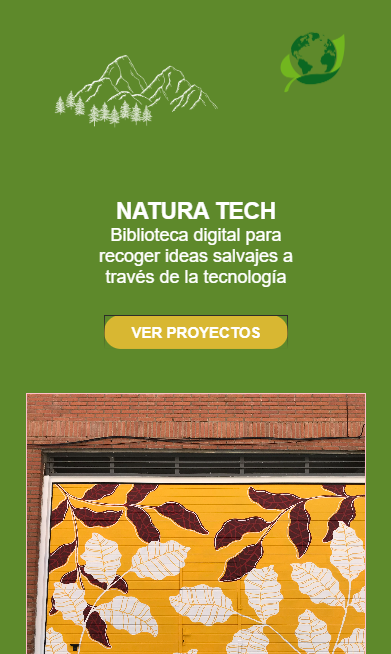 NATURA TECH
Biblioteca digital para
recoger ideas salvajes a
través de la tecnología
VER PROYECTOS